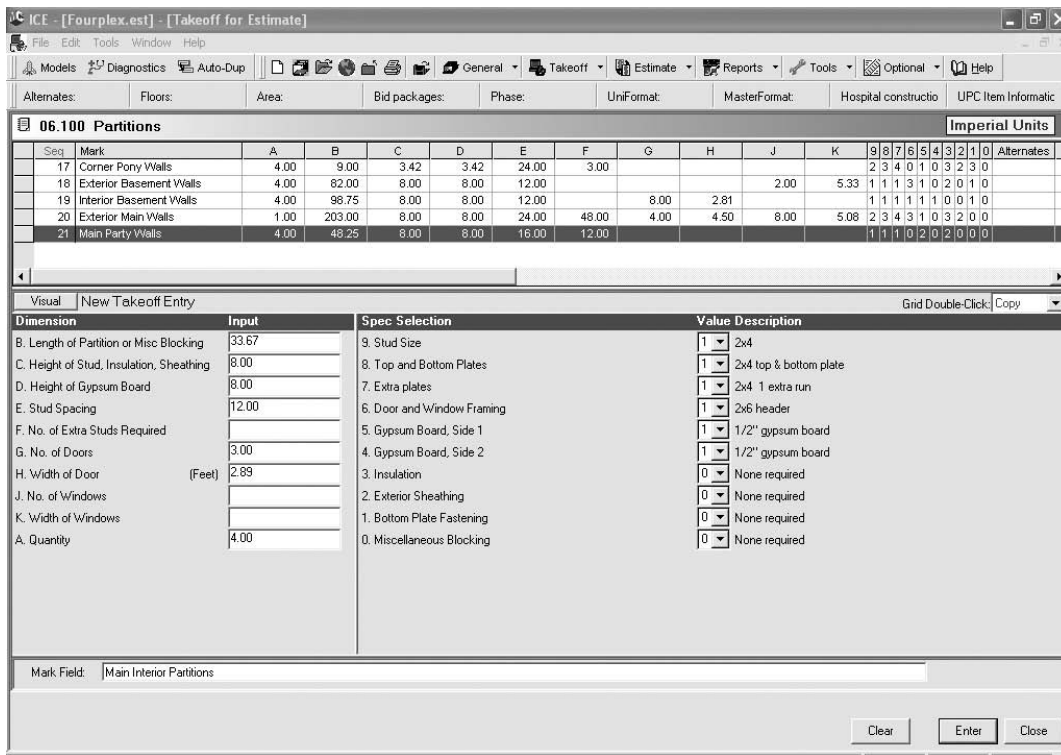 ICE - [Fourplex.est] - [Takeoff for Estimate]
File Edit Tools Window Help
Models Diagnostics Auto-Dup General Takeoff Estimate Reports Tools Optional Help
Alternates: Floors: Area: Bid packages: Phase: UniFormat: MasterFormat: Hospital constructio UPC Item Informatic
06.100 Partitions Imperial Units
Seq Mark A B C D E F G H J K 9 8 7 6 5 4 3 2 1 0 Alternates
17 Corner Pony Walls 4.00 9.00 3.42 3.42 24.00 3.00 2 3 4 0 1 0 3 2 3 0
18 Exterior Basement Walls 4.00 82.00 8.00 8.00 12.00 2.00 5.33 1 1 1 3 1 0 2 0 1 0
19 Interior Basement Walls 4.00 98.75 8.00 8.00 12.00 8.00 2.81 1 1 1 1 1 1 0 0 1 0
20 Exterior Main Walls 1.00 203.00 8.00 8.00 24.00 48.00 4.00 4.50 8.00 5.08 2 3 4 3 1 0 3 2 0 0
21 Main Party Walls 4.00 48.25 8.00 8.00 16.00 12.00 1 1 1 0 2 0 2 0 0 0
Visual New Takeoff Entry Grid Double-Click: Copy
Dimension Input Spec Selection Value Description
B. Length of Partition or Misc Blocking 33.67 9. Stud Size 1 2x4
C. Height of Stud, Insulation, Sheathing 8.00 8. Top and Bottom Plates 1 2x4 top & bottom plate
D. Height of Gypsum Board 8.00 7. Extra plates 1 2x4 1 extra run
E. Stud Spacing 12.00 6. Door and Window Framing 1 2x6 header
F. No. of Extra Studs Required 5. Gypsum Board, Side 1 1 1/2" gypsum board
G. No. of Doors 3.00 4. Gypsum Board, Side 2 1 1/2" gypsum board
H. Width of Door (Feet) 2.89 3. Insulation 0 None required
J. No. of Windows 2. Exterior Sheathing 0 None required
K. Width of Windows 1. Bottom Plate Fastening 0 None required
A. Quantity 4.00 0. Miscellaneous Blocking 0 None required
Mark Field: Main Interior Partitions
Clear Enter Close